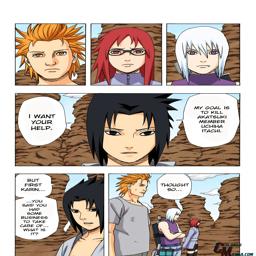 I WANT
YOUR
HELP.
MY GOAL IS
TO KILL
AKATSUKI
MEMBER
UCHIHA
ITACHI.
BUT
FIRST
KARIN...
...YOU
SAID YOU
HAD
SOME
BUSINESS
TO TAKE
CARE OF...
WHAT IS
IT?
THOUGHT
SO...